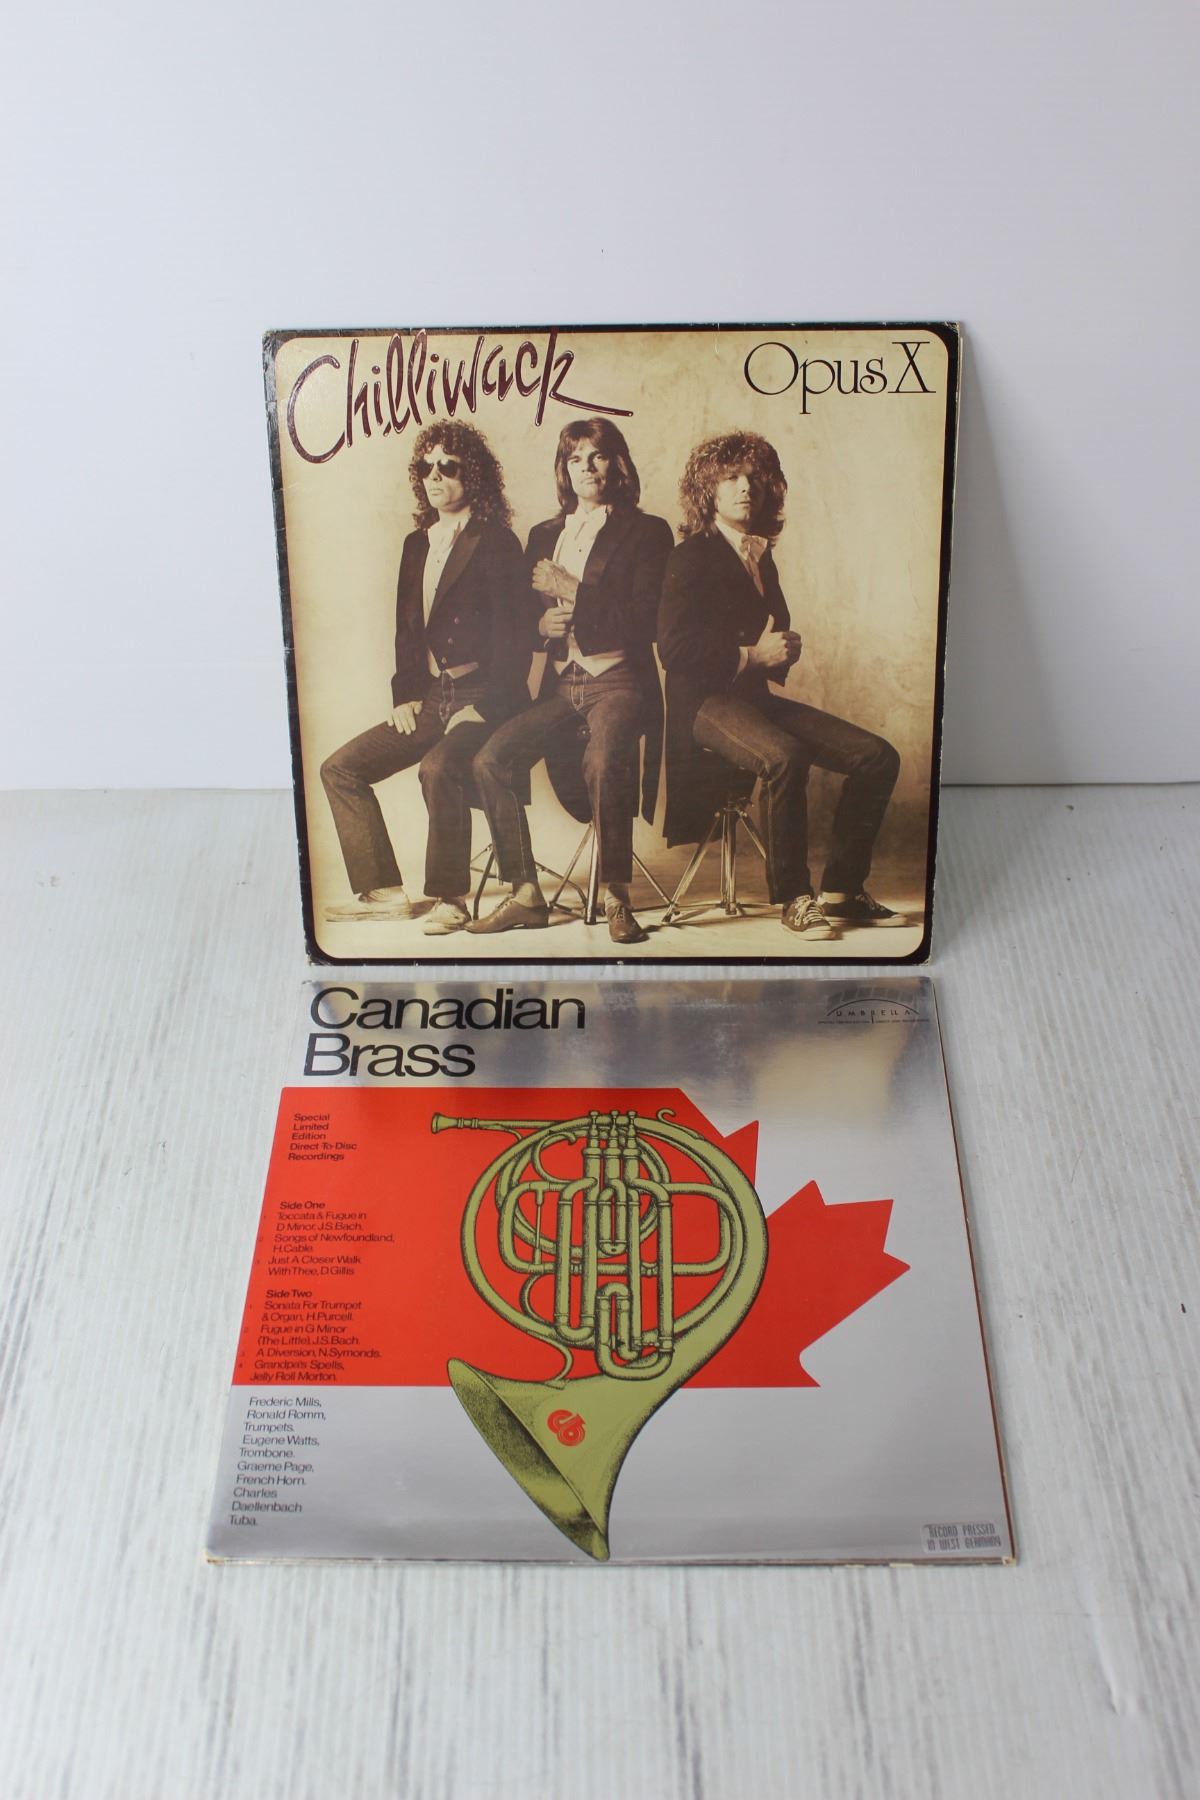 Chilliwack
Opus X
Canadian
Brass
UMBRELLA
Special
Limited
Edition
Direct-To-Disc
Recordings
Side One
1 Toccata & Fugue in
D Minor, J.S. Bach.
2 Songs of Newfoundland,
H. Cable.
3 Just A Closer Walk
With Thee, D. Gillis
Side Two
1 Sonata For Trumpet
& Organ, H. Purcell.
2 Fugue in G Minor
(The Little), J.S. Bach.
3 A Diversion, N. Symonds.
4 Grandpa's Spells,
Jelly Roll Morton.
Frederic Mills,
Ronald Romm,
Trumpets.
Eugene Watts,
Trombone.
Graeme Page,
French Horn.
Charles
Daellenbach
Tuba.
cb
RECORD PRESSED
IN WEST GERMANY